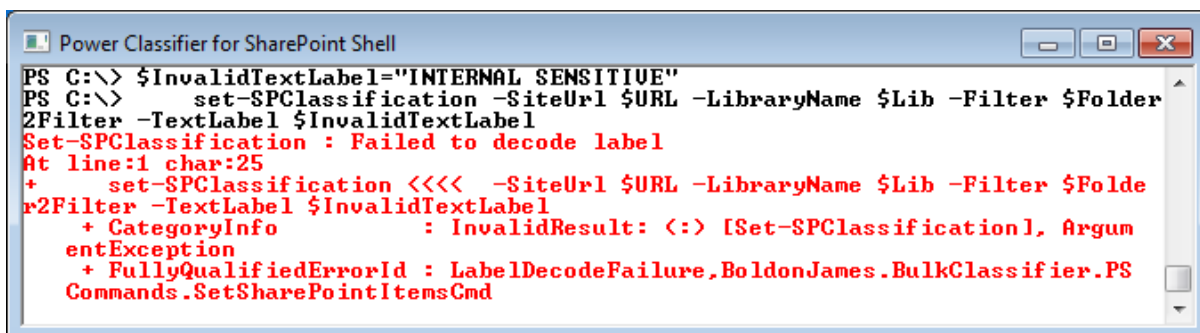 Power Classifier for SharePoint Shell
PS C:\> $InvalidTextLabel="INTERNAL SENSITIVE"
PS C:\>     set-SPClassification -SiteUrl $URL -LibraryName $Lib -Filter $Folder
2Filter -TextLabel $InvalidTextLabel
Set-SPClassification : Failed to decode label
At line:1 char:25
+     set-SPClassification <<<<  -SiteUrl $URL -LibraryName $Lib -Filter $Folde
r2Filter -TextLabel $InvalidTextLabel
    + CategoryInfo          : InvalidResult: (:) [Set-SPClassification], Argum
   entException
    + FullyQualifiedErrorId : LabelDecodeFailure,BoldonJames.BulkClassifier.PS
   Commands.SetSharePointItemsCmd